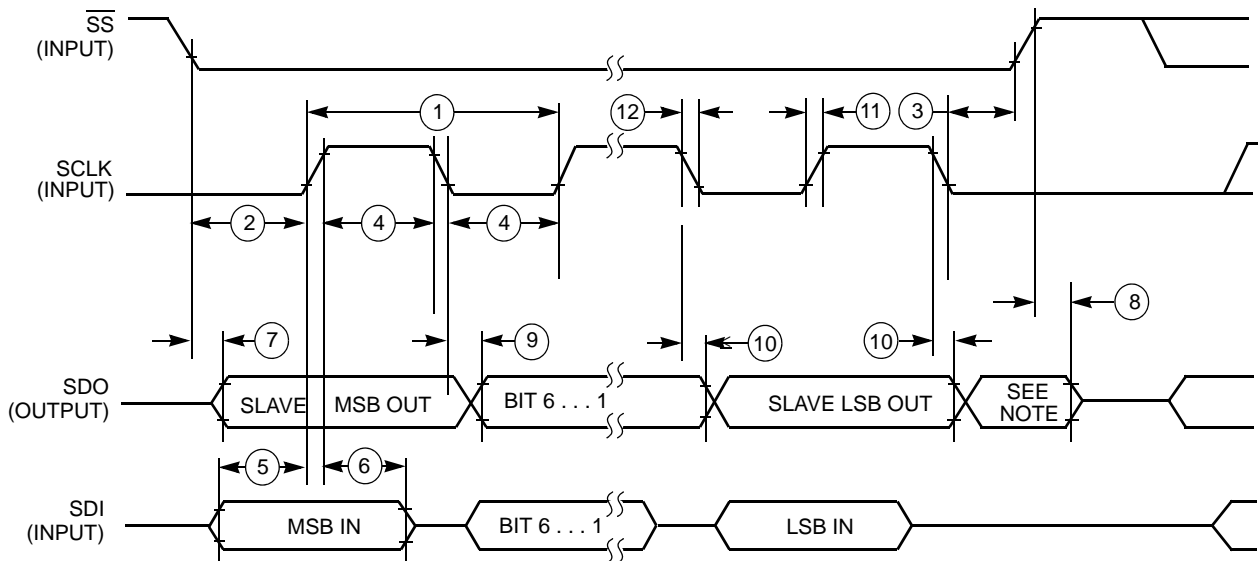 SS
(INPUT)
1
12
11
3
SCLK
(INPUT)
2
4
4
8
7
9
10
10
SDO
(OUTPUT)
SLAVE MSB OUT
BIT 6 . . . 1
SLAVE LSB OUT
SEE
NOTE
5
6
SDI
(INPUT)
MSB IN
BIT 6 . . . 1
LSB IN